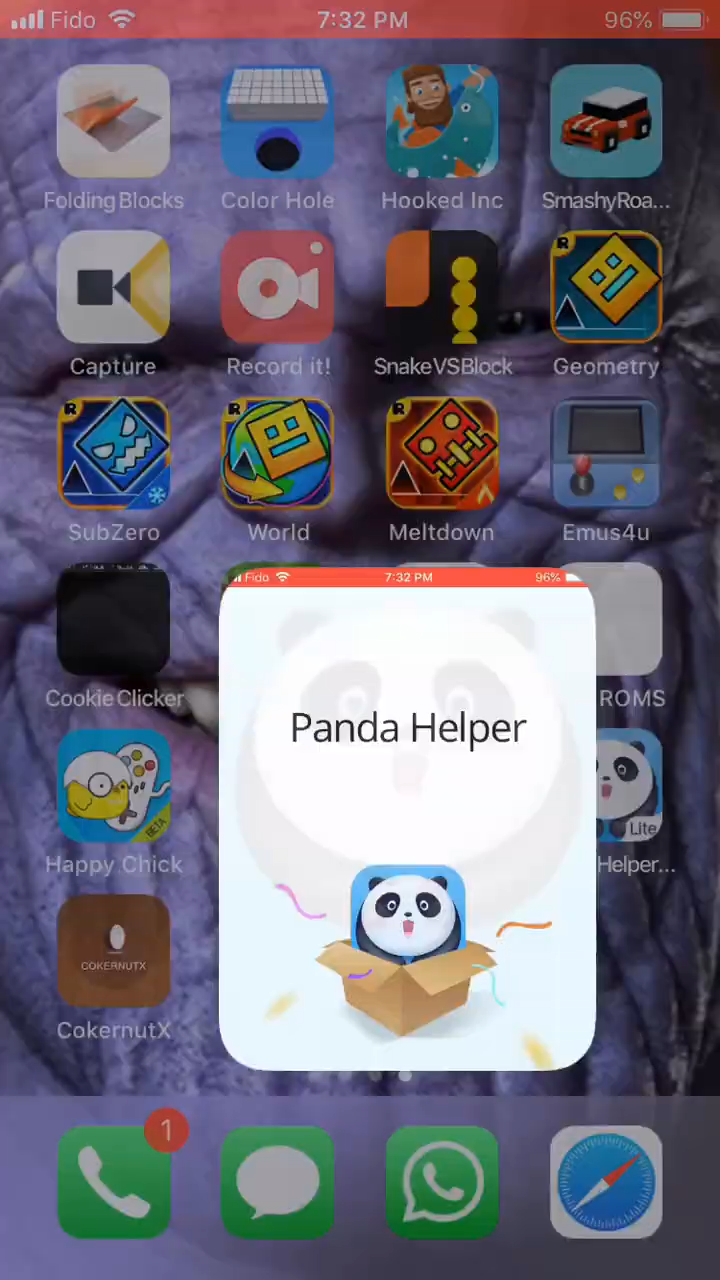 Fido 7:32 PM 96%
Folding Blocks Color Hole Hooked Inc SmashyRoa...
R
Capture Record it! SnakeVSBlock Geometry
R R R
SubZero World Meltdown Emus4u
Fido 7:32 PM 96%
Cookie Clicker ROMS
Panda Helper
BETA Lite
Happy Chick Helper...
COKERNUTX
CokernutX
1